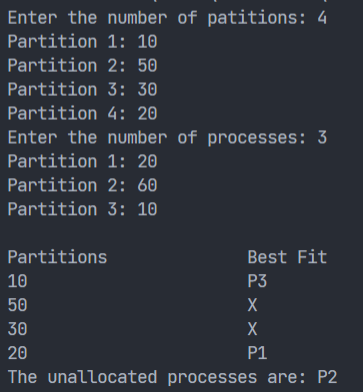 Enter the number of patitions: 4
Partition 1: 10
Partition 2: 50
Partition 3: 30
Partition 4: 20
Enter the number of processes: 3
Partition 1: 20
Partition 2: 60
Partition 3: 10
Partitions Best Fit
10 P3
50 X
30 X
20 P1
The unallocated processes are: P2